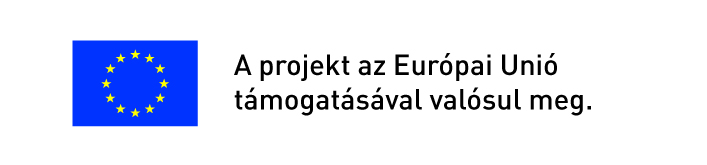 A projekt az Európai Unió
támogatásával valósul meg.